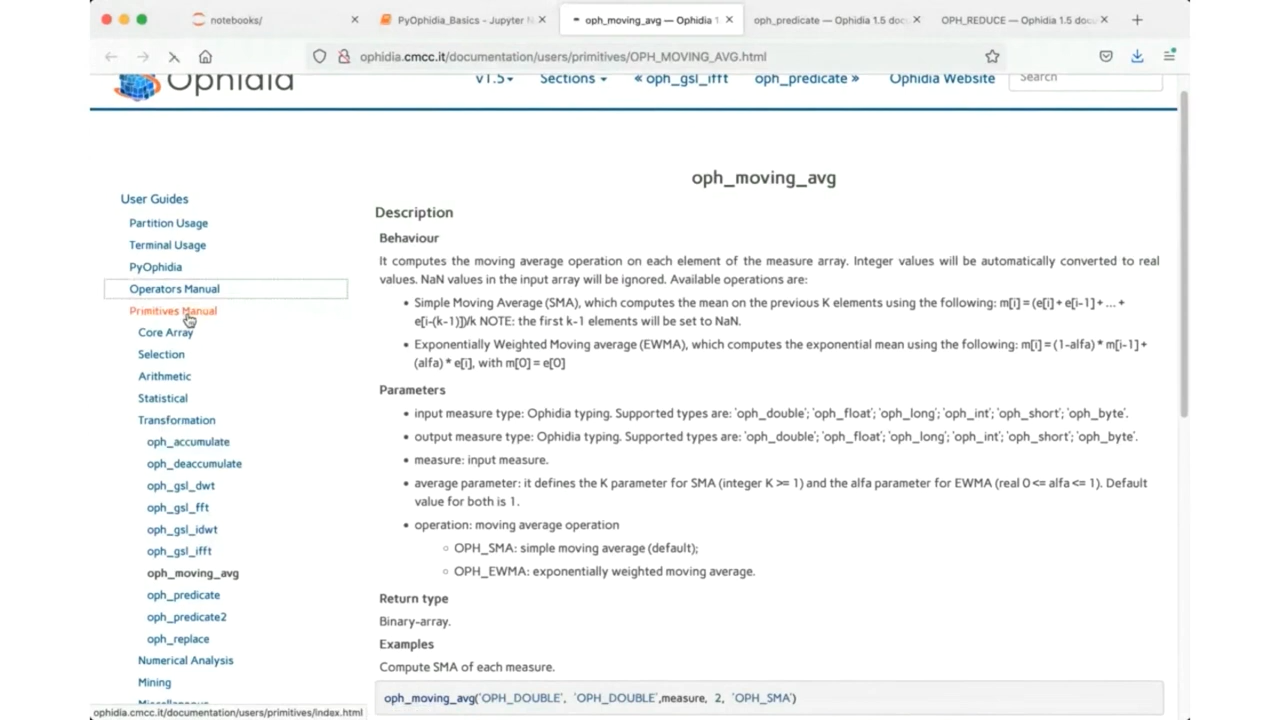 notebooks/
PyOphidia_Basics - Jupyter N
oph_moving_avg — Ophidia 1
oph_predicate — Ophidia 1.5 docu
OPH_REDUCE — Ophidia 1.5 docu
ophidia.cmcc.it/documentation/users/primitives/OPH_MOVING_AVG.html
Ophidia
v1.5
Sections
« oph_gsl_ifft
oph_predicate »
Ophidia Website
Search
User Guides
Partition Usage
Terminal Usage
PyOphidia
Operators Manual
Primitives Manual
Core Array
Selection
Arithmetic
Statistical
Transformation
oph_accumulate
oph_deaccumulate
oph_gsl_dwt
oph_gsl_fft
oph_gsl_idwt
oph_gsl_ifft
oph_moving_avg
oph_predicate
oph_predicate2
oph_replace
Numerical Analysis
Mining
ophidia.cmcc.it/documentation/users/primitives/index.html
oph_moving_avg
Description
Behaviour
It computes the moving average operation on each element of the measure array. Integer values will be automatically converted to real
values. NaN values in the input array will be ignored. Available operations are:
• Simple Moving Average (SMA), which computes the mean on the previous K elements using the following: m[i] = (e[i] + e[i-1] + ... +
e[i-(k-1)])/k NOTE: the first k-1 elements will be set to NaN.
• Exponentially Weighted Moving average (EWMA), which computes the exponential mean using the following: m[i] = (1-alfa) * m[i-1] +
(alfa) * e[i], with m[0] = e[0]
Parameters
• input measure type: Ophidia typing. Supported types are: 'oph_double'; 'oph_float'; 'oph_long'; 'oph_int'; 'oph_short'; 'oph_byte'.
• output measure type: Ophidia typing. Supported types are: 'oph_double'; 'oph_float'; 'oph_long'; 'oph_int'; 'oph_short'; 'oph_byte'.
• measure: input measure.
• average parameter: it defines the K parameter for SMA (integer K >= 1) and the alfa parameter for EWMA (real 0 <= alfa <= 1). Default
value for both is 1.
• operation: moving average operation
○ OPH_SMA: simple moving average (default);
○ OPH_EWMA: exponentially weighted moving average.
Return type
Binary-array.
Examples
Compute SMA of each measure.
oph_moving_avg('OPH_DOUBLE', 'OPH_DOUBLE',measure, 2, 'OPH_SMA')